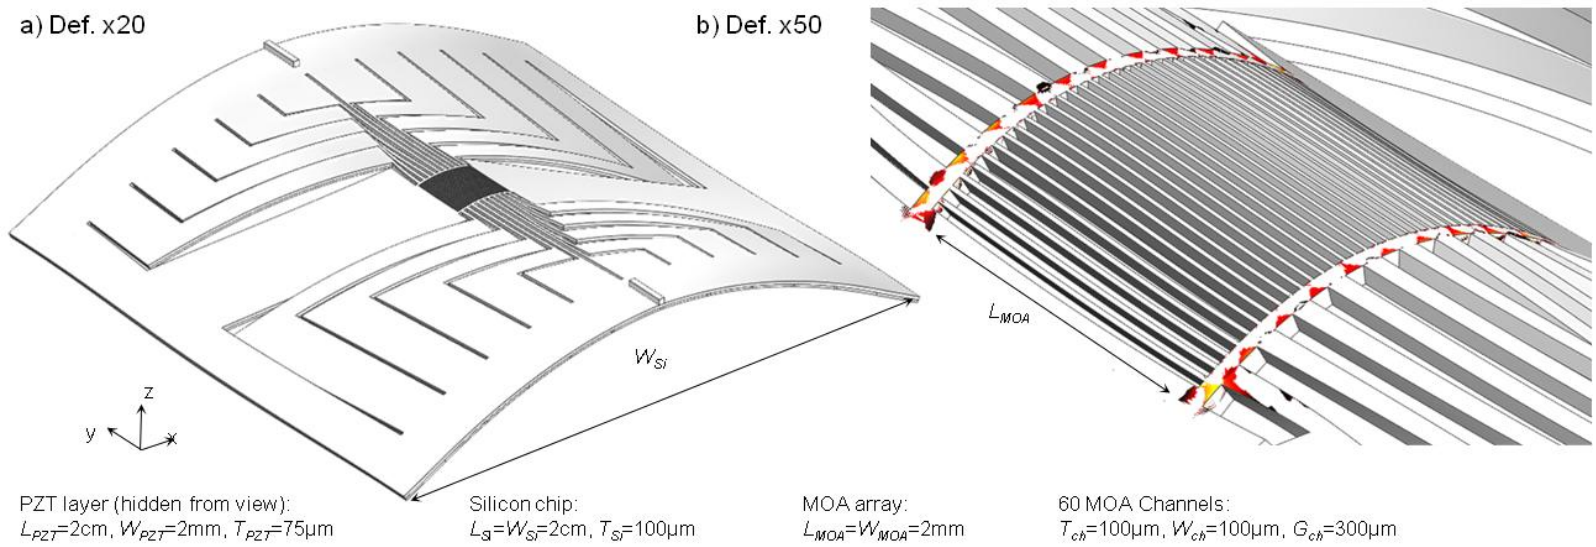 a) Def. x20
b) Def. x50
L_MOA
W_Si
z
y
x
PZT layer (hidden from view):
L_PZT=2cm, W_PZT=2mm, T_PZT=75µm
Silicon chip:
L_Si=W_Si=2cm, T_Si=100µm
MOA array:
L_MOA=W_MOA=2mm
60 MOA Channels:
T_ch=100µm, W_ch=100µm, G_ch=300µm